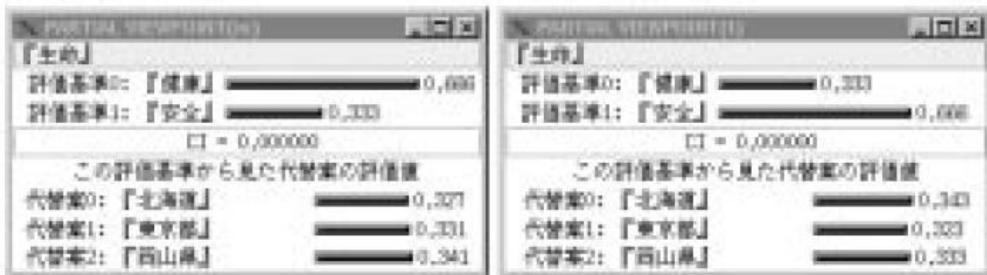 PARTIAL VIEWPOINT
『生命』
評価基準0: 『健康』 0,666
評価基準1: 『安全』 0,333
CI = 0,000000
この評価基準から見た代替案の評価値
代替案0: 『北海道』 0,327
代替案1: 『東京都』 0,331
代替案2: 『岡山県』 0,341
PARTIAL VIEWPOINT
『生命』
評価基準0: 『健康』 0,333
評価基準1: 『安全』 0,666
CI = 0,000000
この評価基準から見た代替案の評価値
代替案0: 『北海道』 0,343
代替案1: 『東京都』 0,323
代替案2: 『岡山県』 0,333